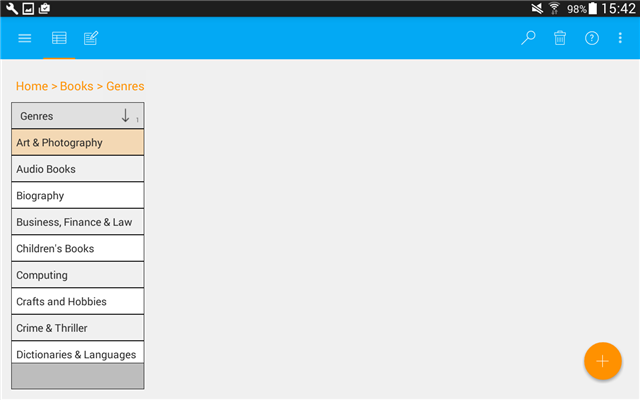 98% 15:42
Home > Books > Genres
Genres 1
Art & Photography
Audio Books
Biography
Business, Finance & Law
Children's Books
Computing
Crafts and Hobbies
Crime & Thriller
Dictionaries & Languages